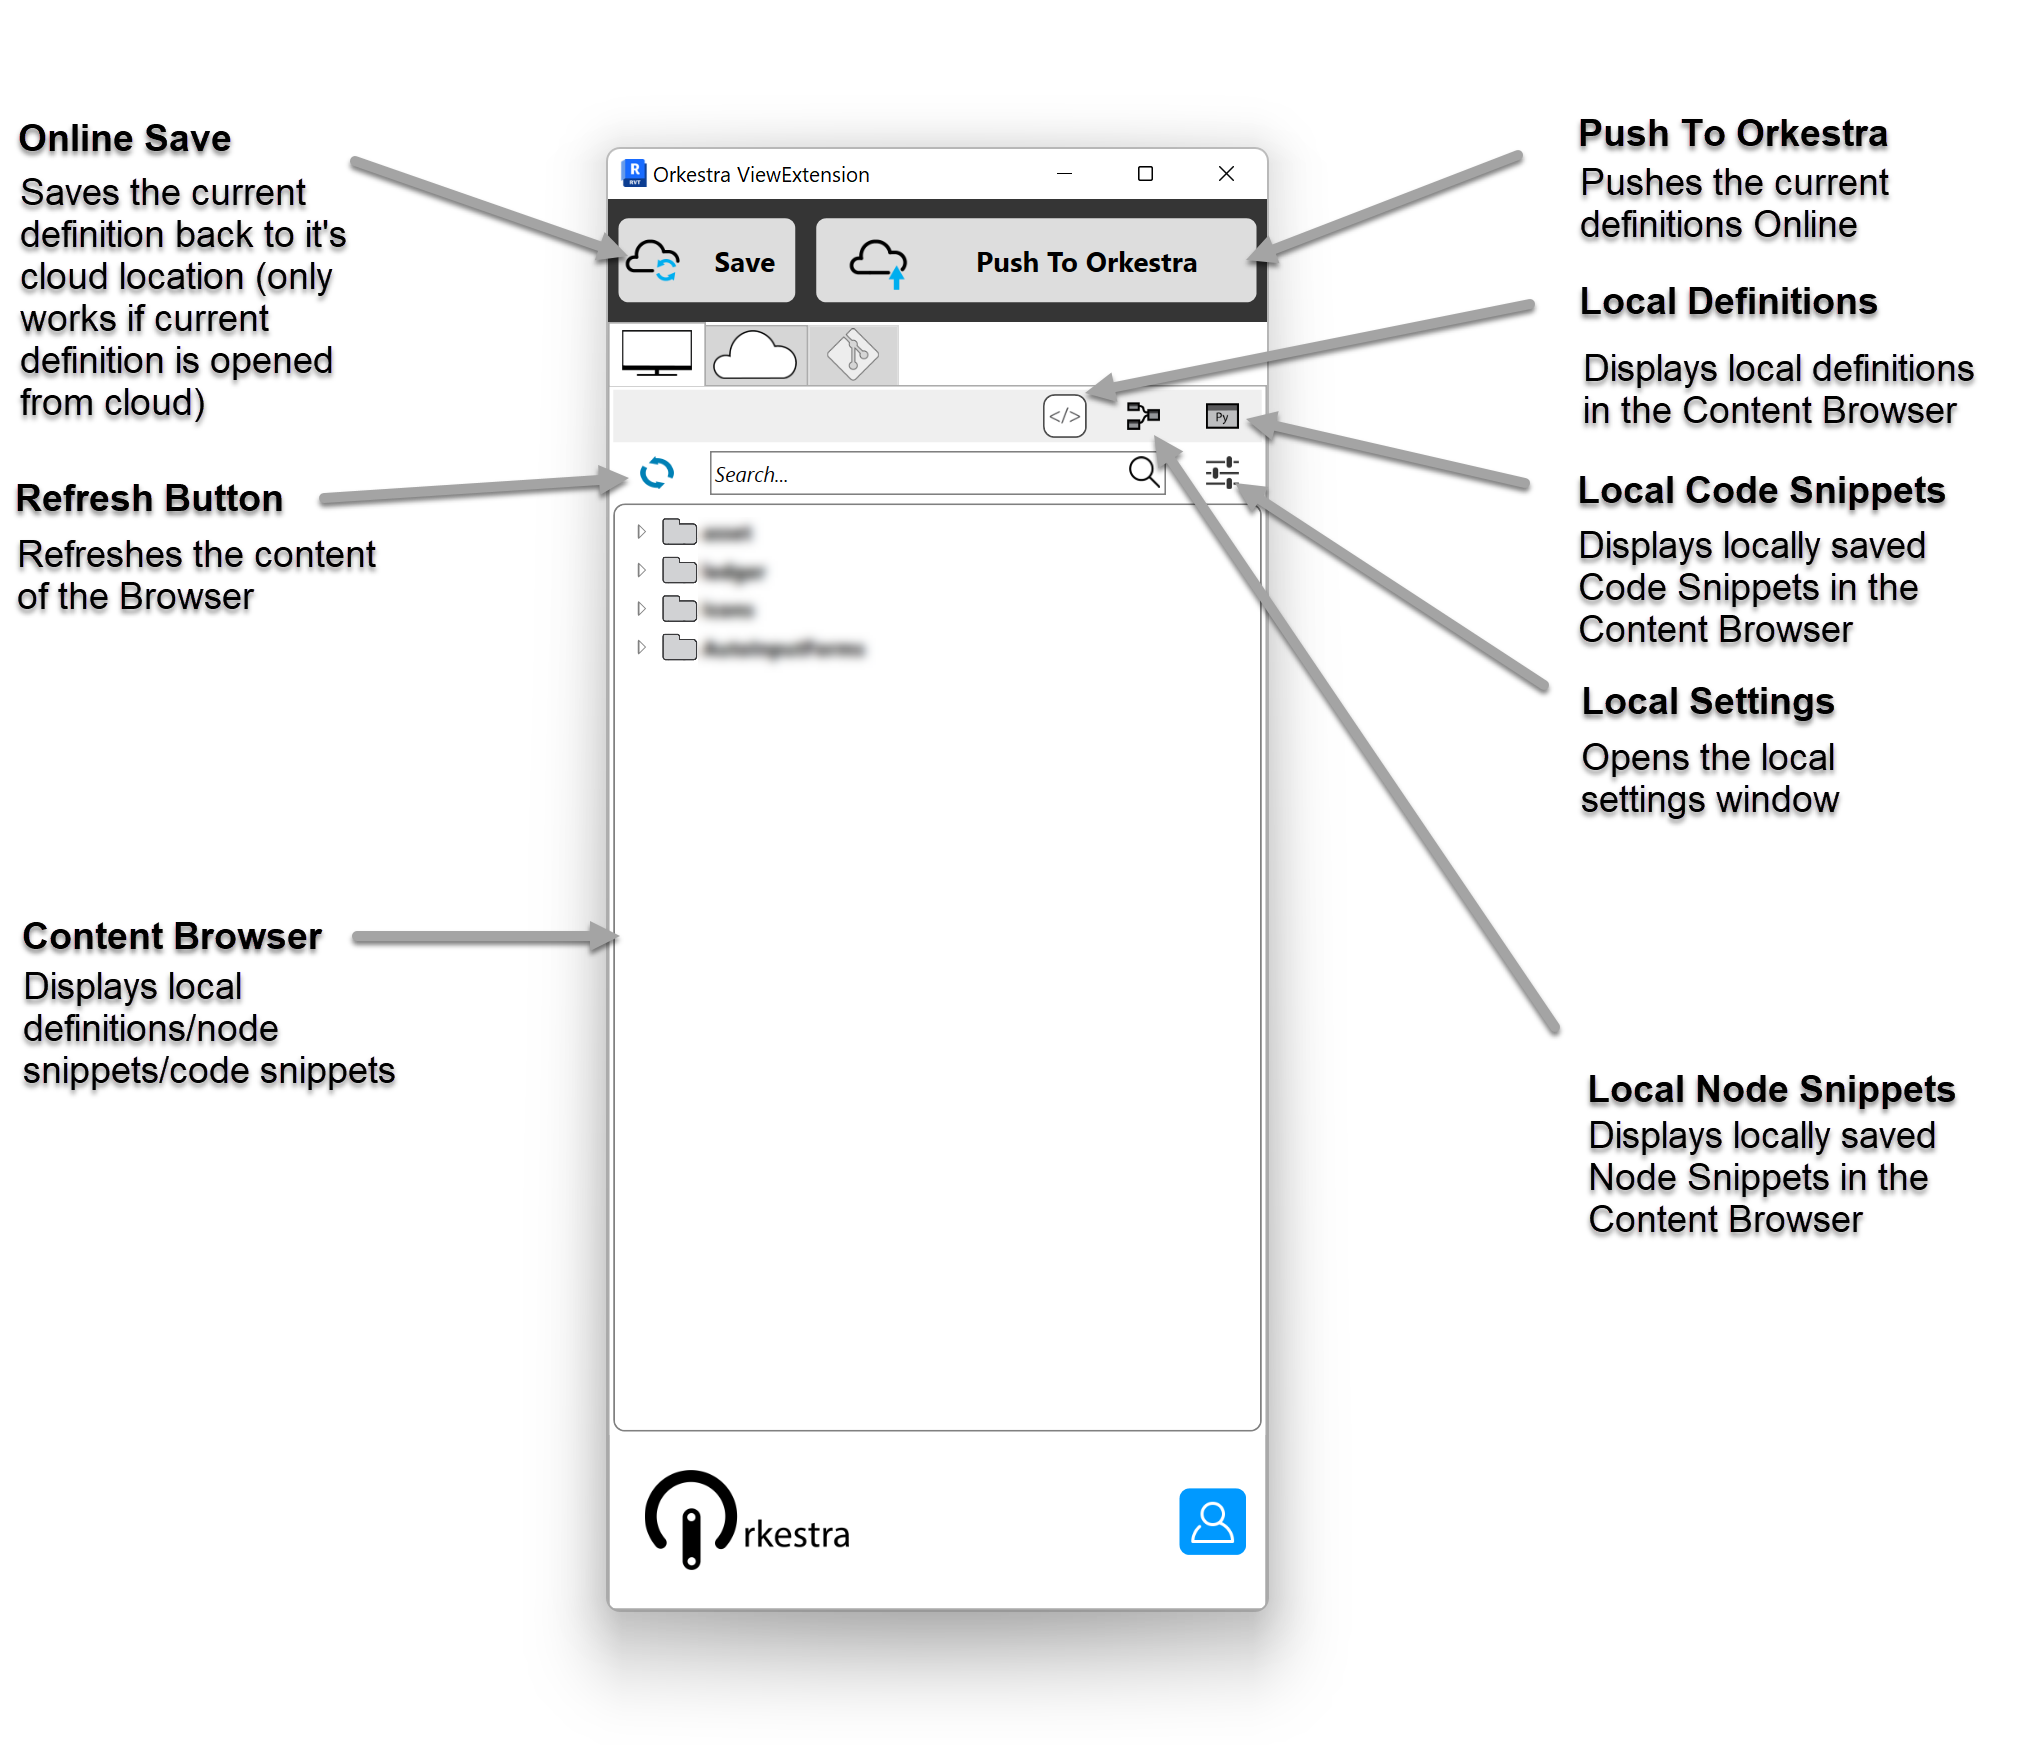 Online Save
Saves the current
definition back to it's
cloud location (only
works if current
definition is opened
from cloud)
Refresh Button
Refreshes the content
of the Browser
Content Browser
Displays local
definitions/node
snippets/code snippets
R
RVT
Orkestra ViewExtension
Save
Push To Orkestra
</>
Py
Search...
rkestra
Push To Orkestra
Pushes the current
definitions Online
Local Definitions
Displays local definitions
in the Content Browser
Local Code Snippets
Displays locally saved
Code Snippets in the
Content Browser
Local Settings
Opens the local
settings window
Local Node Snippets
Displays locally saved
Node Snippets in the
Content Browser